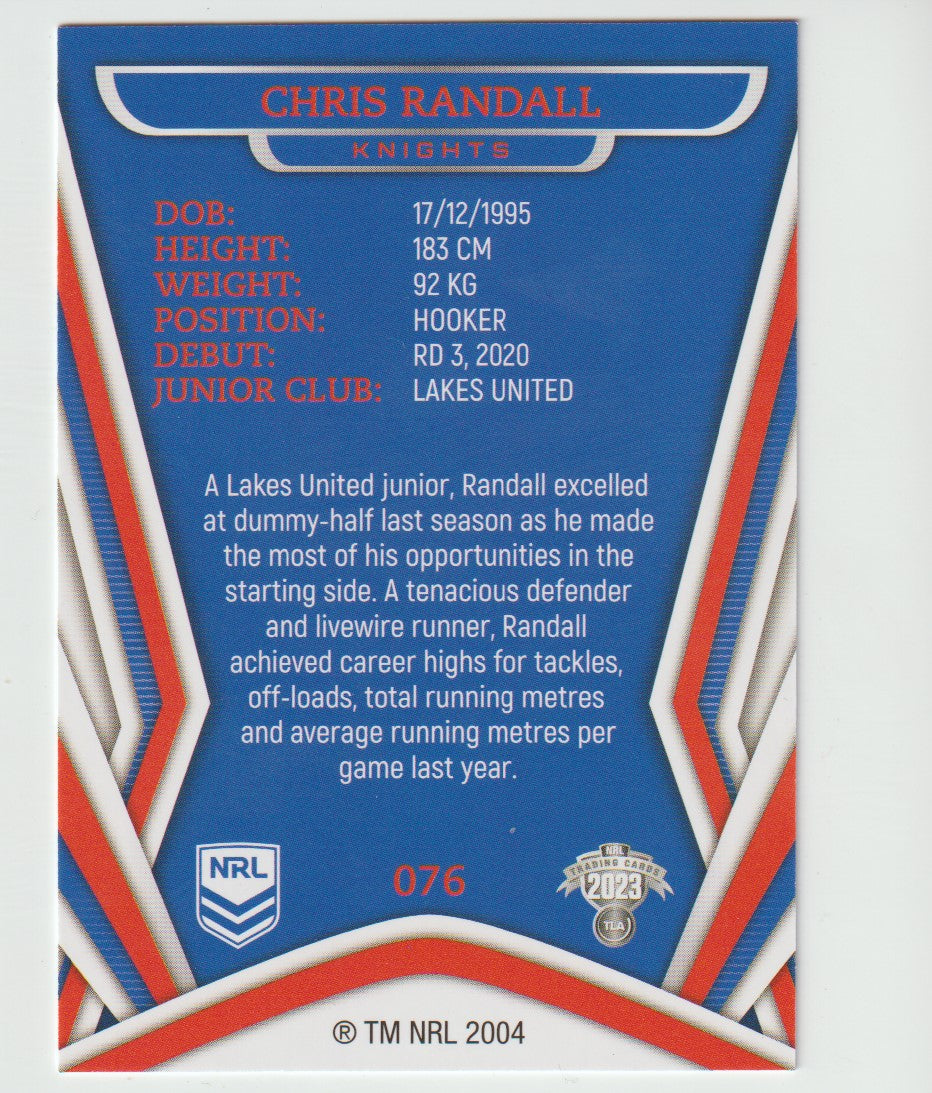 CHRIS RANDALL
KNIGHTS
DOB: 17/12/1995
HEIGHT: 183 CM
WEIGHT: 92 KG
POSITION: HOOKER
DEBUT: RD 3, 2020
JUNIOR CLUB: LAKES UNITED
A Lakes United junior, Randall excelled
at dummy-half last season as he made
the most of his opportunities in the
starting side. A tenacious defender
and livewire runner, Randall
achieved career highs for tackles,
off-loads, total running metres
and average running metres per
game last year.
NRL
076
NRL
TRADING CARDS
2023
TLA
® TM NRL 2004